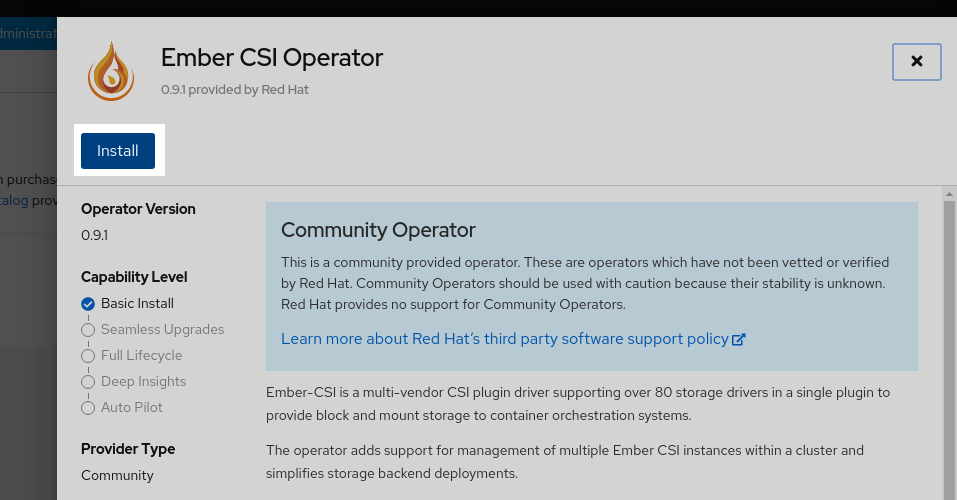 dministrat
Ember CSI Operator
0.9.1 provided by Red Hat
Install
n purchas
talog prov
Operator Version
0.9.1
Capability Level
Basic Install
Seamless Upgrades
Full Lifecycle
Deep Insights
Auto Pilot
Provider Type
Community
Community Operator
This is a community provided operator. These are operators which have not been vetted or verified
by Red Hat. Community Operators should be used with caution because their stability is unknown.
Red Hat provides no support for Community Operators.
Learn more about Red Hat's third party software support policy
Ember-CSI is a multi-vendor CSI plugin driver supporting over 80 storage drivers in a single plugin to
provide block and mount storage to container orchestration systems.
The operator adds support for management of multiple Ember CSI instances within a cluster and
simplifies storage backend deployments.